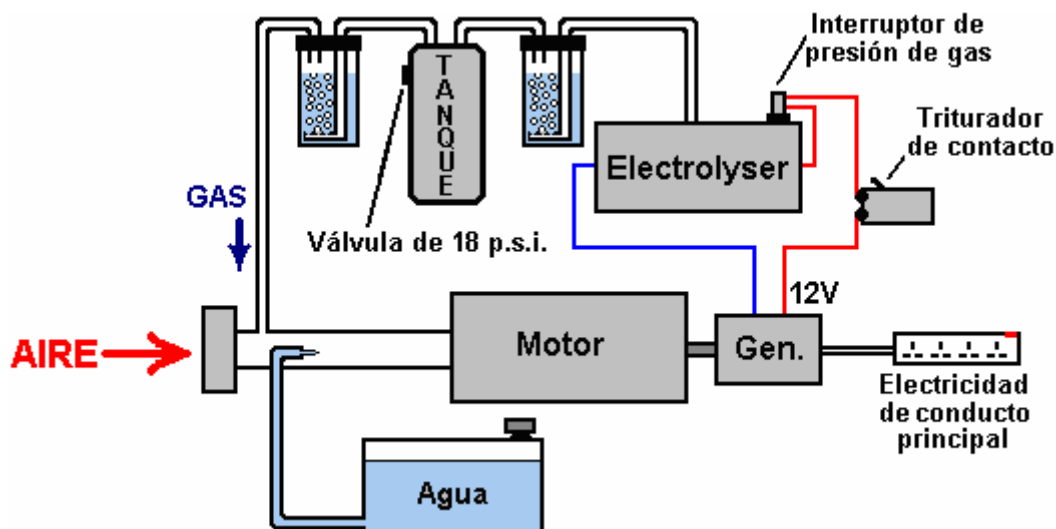 Interruptor de
presión de gas
TANQUE
Triturador
de contacto
Electrolyser
GAS
Válvula de 18 p.s.i.
12V
AIRE
Motor
Gen.
Electricidad
de conducto
principal
Agua